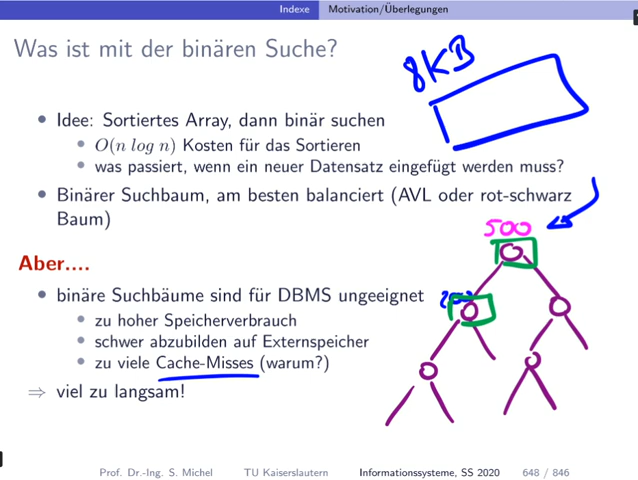 Indexe Motivation/Überlegungen
Was ist mit der binären Suche?
8KB
• Idee: Sortiertes Array, dann binär suchen
• O(n log n) Kosten für das Sortieren
• was passiert, wenn ein neuer Datensatz eingefügt werden muss?
• Binärer Suchbaum, am besten balanciert (AVL oder rot-schwarz
Baum)
500
Aber....
• binäre Suchbäume sind für DBMS ungeeignet
• zu hoher Speicherverbrauch
• schwer abzubilden auf Externspeicher
• zu viele Cache-Misses (warum?)
⇒ viel zu langsam!
Prof. Dr.-Ing. S. Michel TU Kaiserslautern Informationssysteme, SS 2020 648 / 846